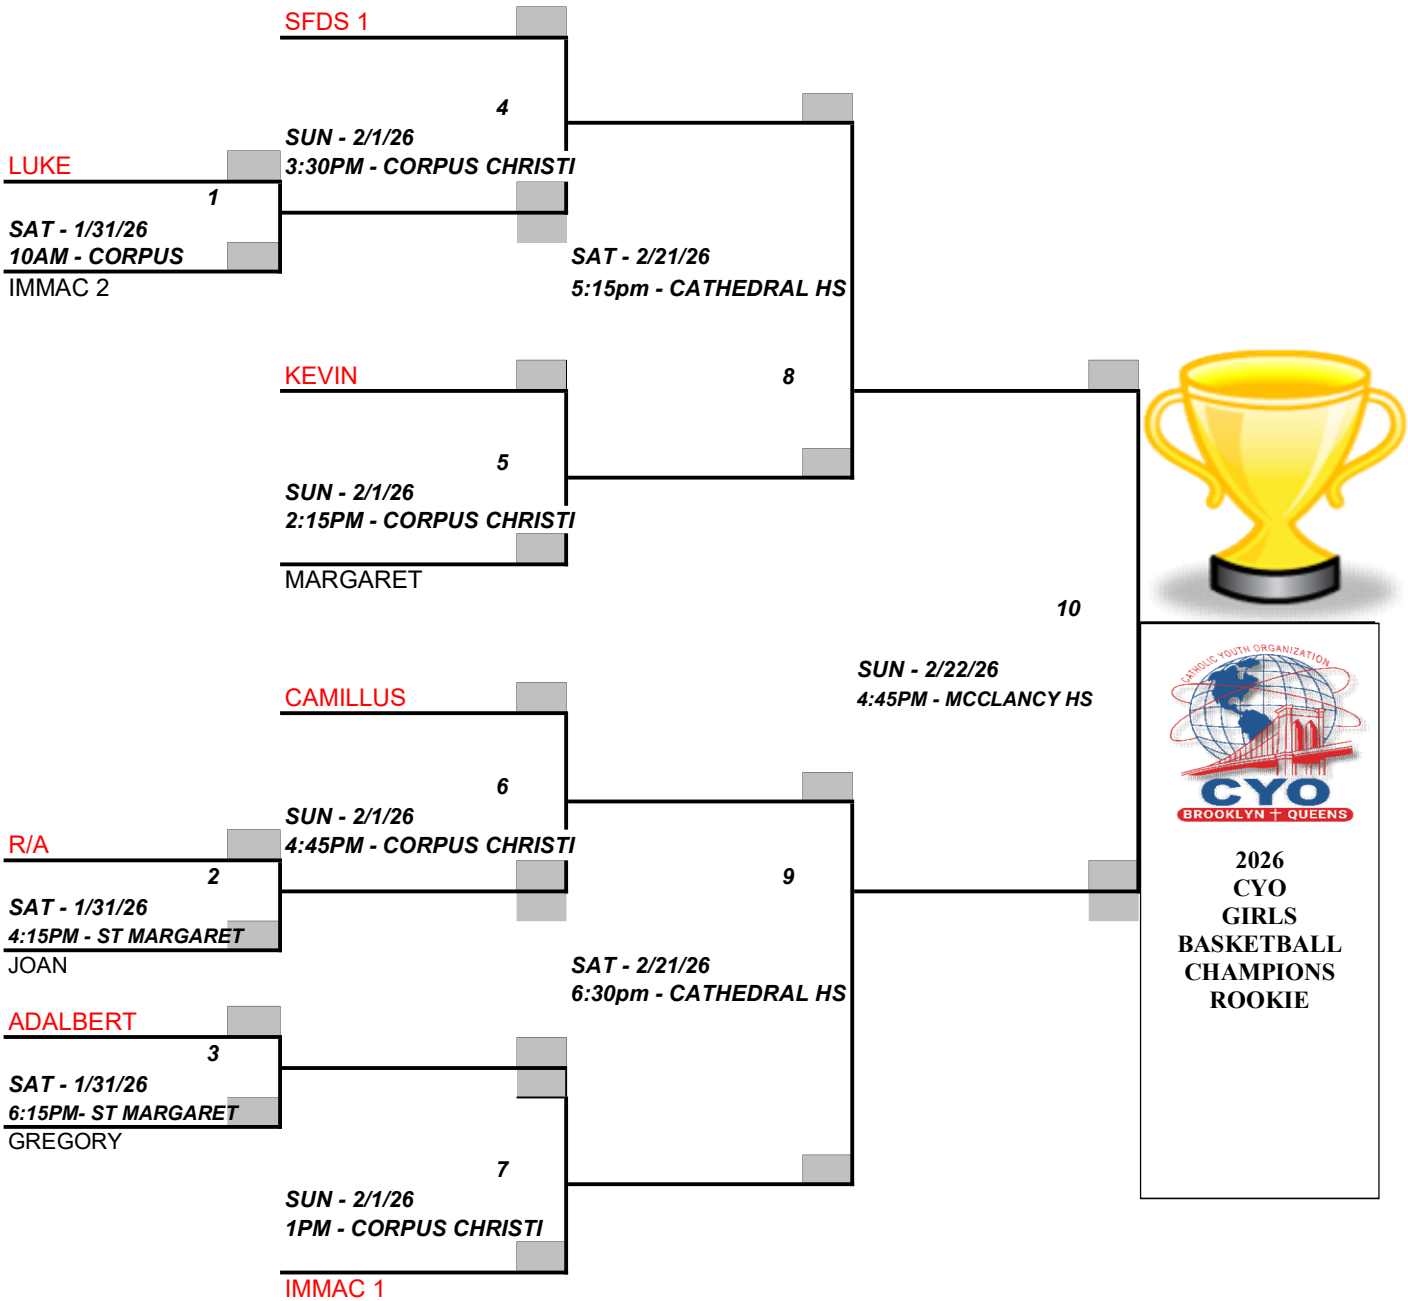 SFDS 1
4
SUN - 2/1/26
3:30PM - CORPUS CHRISTI
LUKE
1
SAT - 1/31/26
10AM - CORPUS
IMMAC 2
SAT - 2/21/26
5:15pm - CATHEDRAL HS
8
KEVIN
5
SUN - 2/1/26
2:15PM - CORPUS CHRISTI
MARGARET
10
SUN - 2/22/26
4:45PM - MCCLANCY HS
CAMILLUS
6
SUN - 2/1/26
4:45PM - CORPUS CHRISTI
R/A
2
SAT - 1/31/26
4:15PM - ST MARGARET
JOAN
9
SAT - 2/21/26
6:30pm - CATHEDRAL HS
ADALBERT
3
SAT - 1/31/26
6:15PM- ST MARGARET
GREGORY
7
SUN - 2/1/26
1PM - CORPUS CHRISTI
IMMAC 1
CATHOLIC YOUTH ORGANIZATION
CYO
BROOKLYN † QUEENS
2026
CYO
GIRLS
BASKETBALL
CHAMPIONS
ROOKIE